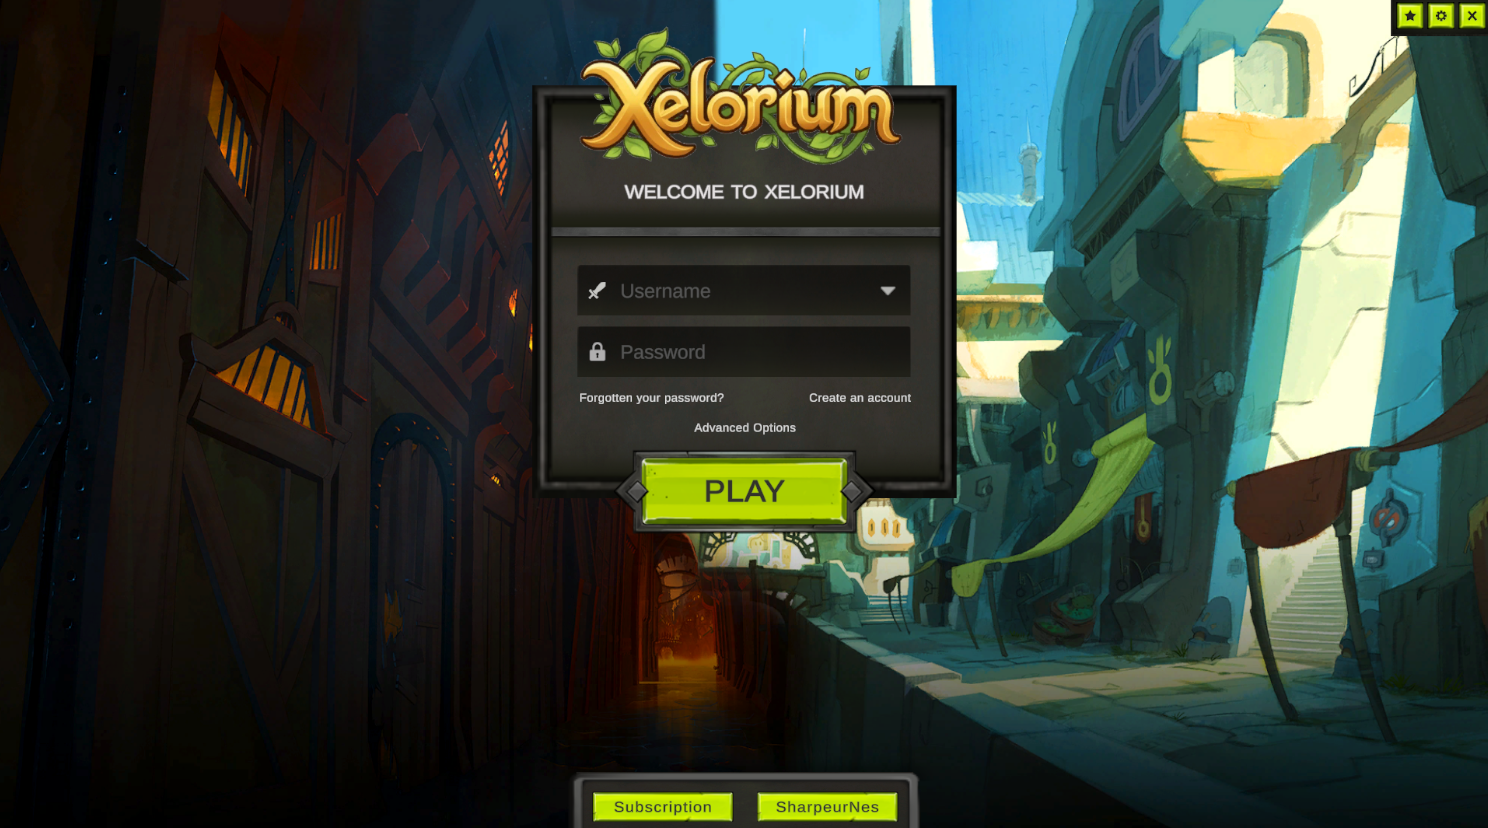 Xelorium
WELCOME TO XELORIUM
Username
Password
Forgotten your password?
Create an account
Advanced Options
PLAY
Subscription
SharpeurNes